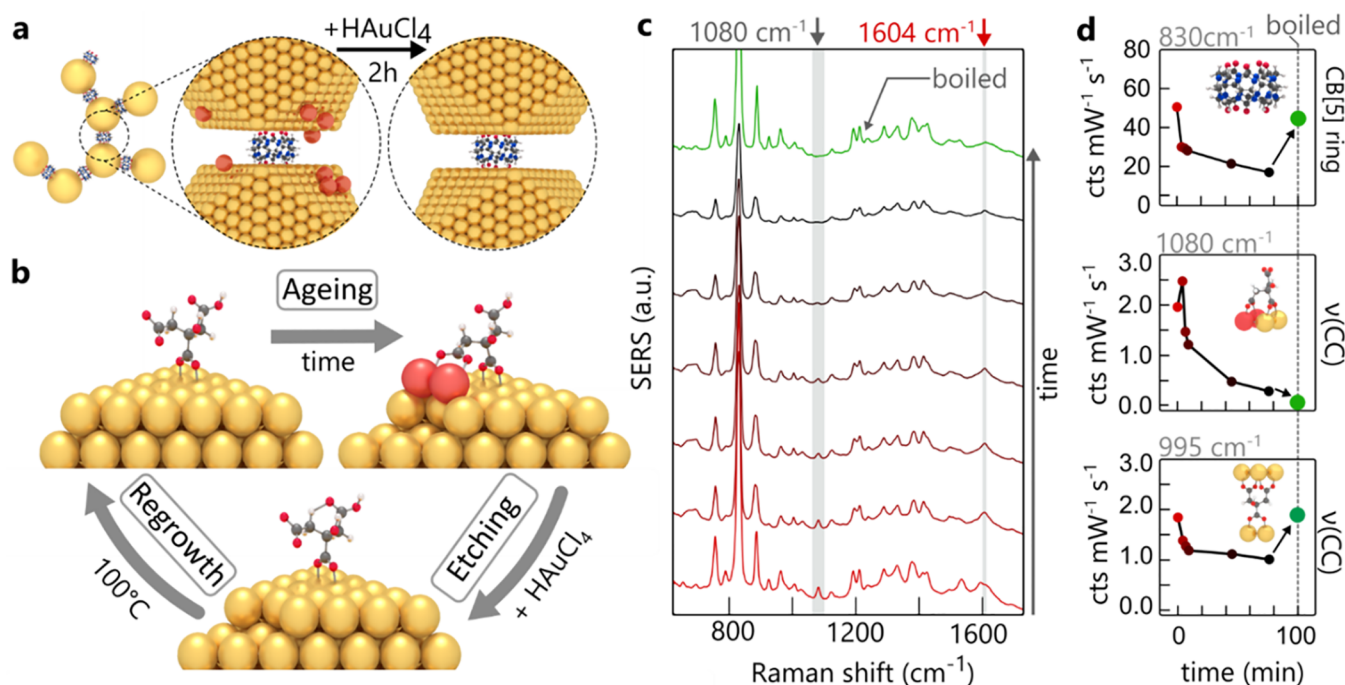 a
+HAuCl4
2h
b
Ageing
time
Etching
+ HAuCl4
Regrowth
100°C
c
1080 cm⁻¹
1604 cm⁻¹
boiled
SERS (a.u.)
time
800
1200
1600
Raman shift (cm⁻¹)
d
boiled
830cm⁻¹
80
60
40
20
0
cts mW⁻¹ s⁻¹
CB[5] ring
1080 cm⁻¹
3.0
2.0
1.0
0.0
cts mW⁻¹ s⁻¹
ν(CC)
995 cm⁻¹
3.0
2.0
1.0
0.0
cts mW⁻¹ s⁻¹
ν(CC)
0
100
time (min)